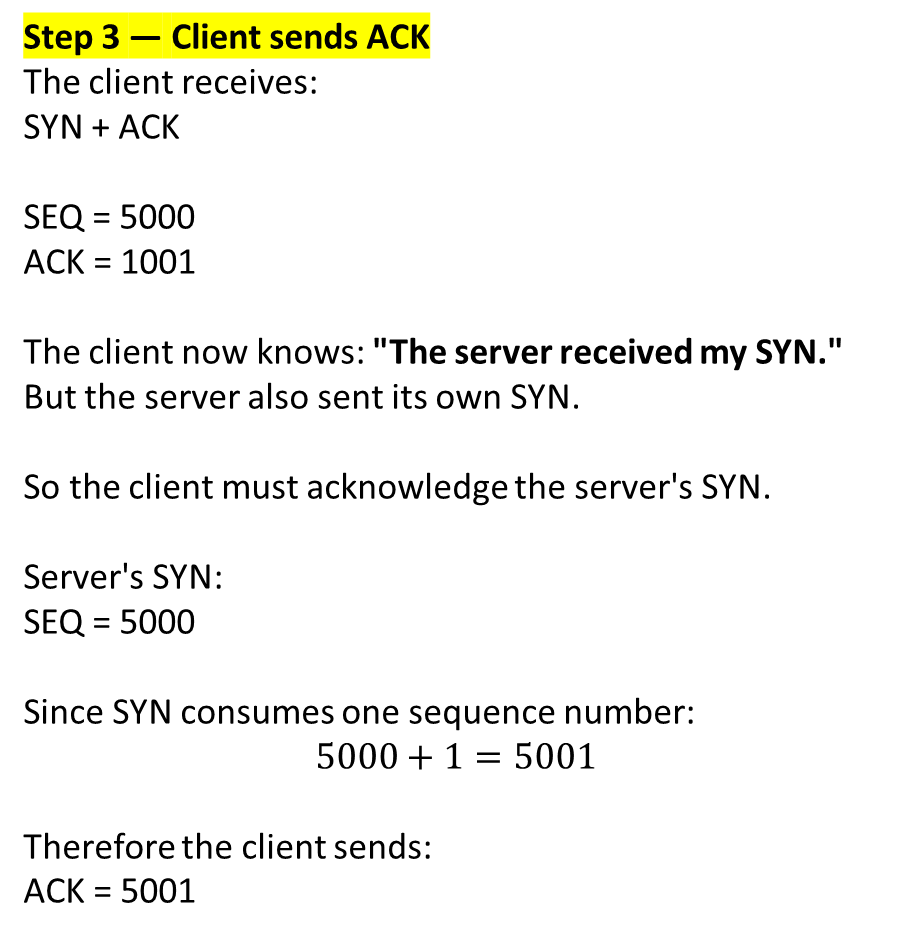 Step 3 — Client sends ACK
The client receives:
SYN + ACK
SEQ = 5000
ACK = 1001
The client now knows: "The server received my SYN."
But the server also sent its own SYN.
So the client must acknowledge the server's SYN.
Server's SYN:
SEQ = 5000
Since SYN consumes one sequence number:
5000 + 1 = 5001
Therefore the client sends:
ACK = 5001